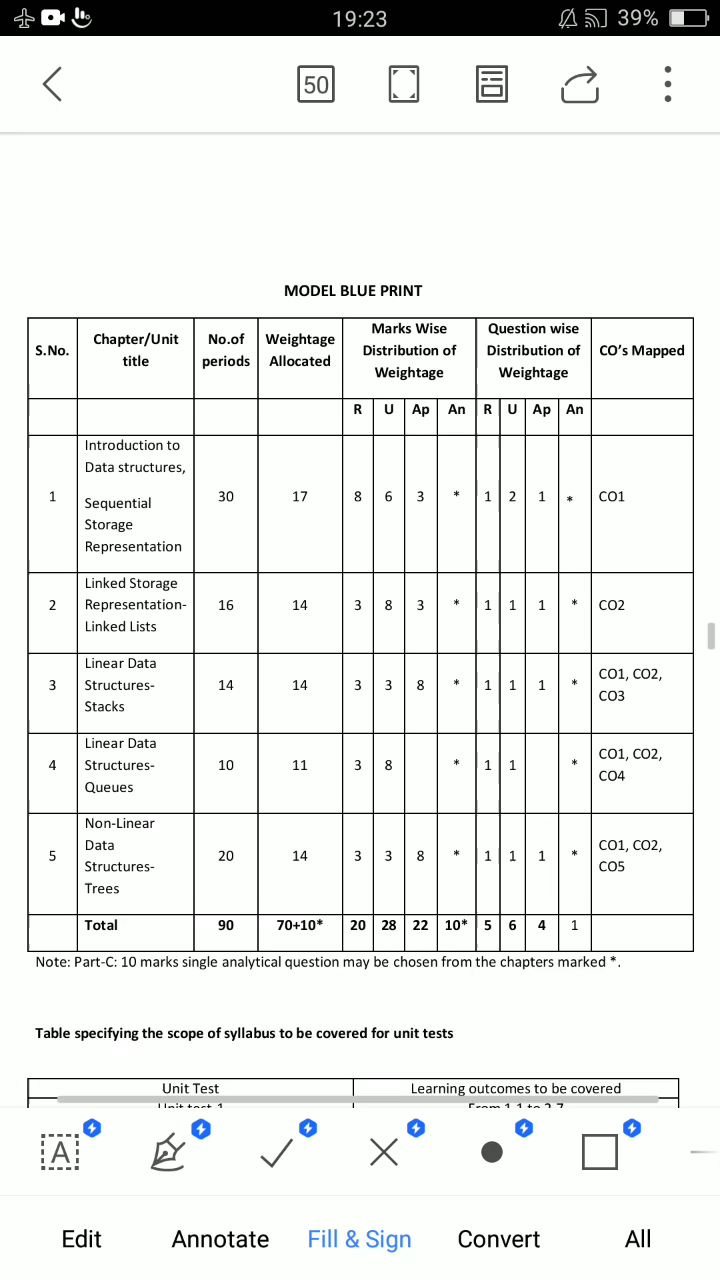 19:23
39%
50
MODEL BLUE PRINT
S.No. Chapter/Unit title No.of periods Weightage Allocated Marks Wise Distribution of Weightage Question wise Distribution of Weightage CO's Mapped
R U Ap An R U Ap An
1 Introduction to Data structures, Sequential Storage Representation 30 17 8 6 3 * 1 2 1 * CO1
2 Linked Storage Representation- Linked Lists 16 14 3 8 3 * 1 1 1 * CO2
3 Linear Data Structures- Stacks 14 14 3 3 8 * 1 1 1 * CO1, CO2, CO3
4 Linear Data Structures- Queues 10 11 3 8 * 1 1 * CO1, CO2, CO4
5 Non-Linear Data Structures- Trees 20 14 3 3 8 * 1 1 1 * CO1, CO2, CO5
Total 90 70+10* 20 28 22 10* 5 6 4 1
Note: Part-C: 10 marks single analytical question may be chosen from the chapters marked *.
Table specifying the scope of syllabus to be covered for unit tests
Unit Test Learning outcomes to be covered
A
Edit Annotate Fill & Sign Convert All